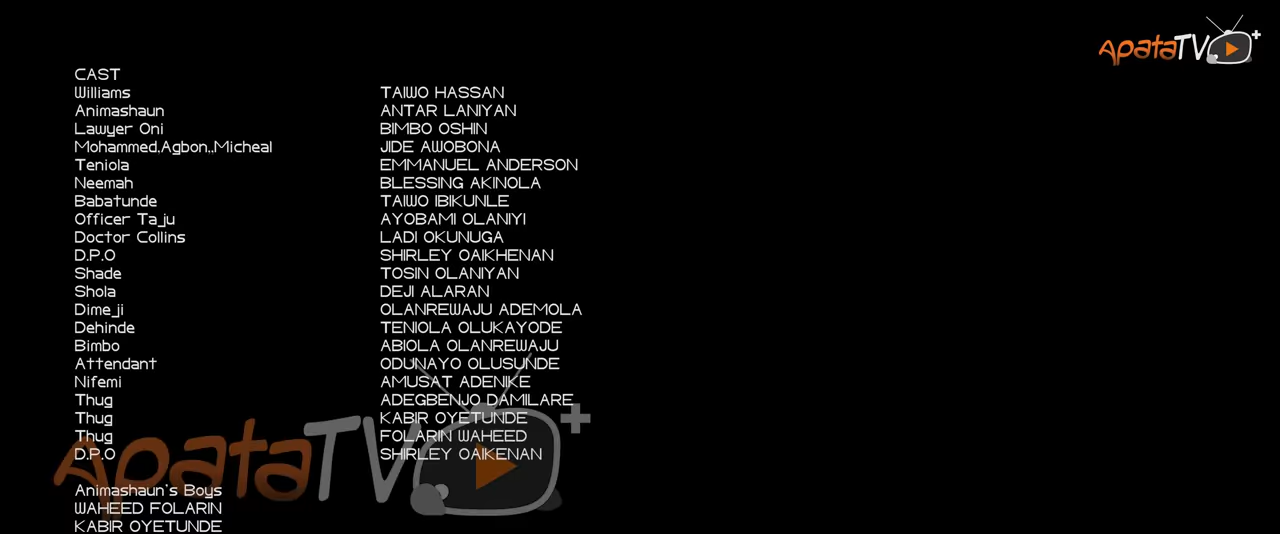 ApataTV+
CAST
Williams TAIWO HASSAN
Animashaun ANTAR LANIYAN
Lawyer Oni BIMBO OSHIN
Mohammed,Agbon,,Micheal JIDE AWOBONA
Teniola EMMANUEL ANDERSON
Neemah BLESSING AKINOLA
Babatunde TAIWO IBIKUNLE
Officer Taju AYOBAMI OLANIYI
Doctor Collins LADI OKUNUGA
D.P.O SHIRLEY OAIKHENAN
Shade TOSIN OLANIYAN
Shola DEJI ALARAN
Dimeji OLANREWAJU ADEMOLA
Dehinde TENIOLA OLUKAYODE
Bimbo ABIOLA OLANREWAJU
Attendant ODUNAYO OLUSUNDE
Nifemi AMUSAT ADENIKE
Thug ADEGBENJO DAMILARE
Thug KABIR OYETUNDE
Thug FOLARIN WAHEED
D.P.O SHIRLEY OAIKENAN
ApataTV+
Animashaun's Boys
WAHEED FOLARIN
KABIR OYETUNDE